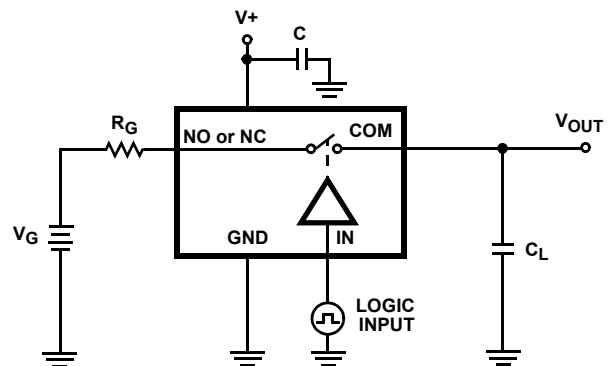 V+
C
RG
NO or NC
COM
VOUT
VG
GND
IN
CL
LOGIC
INPUT